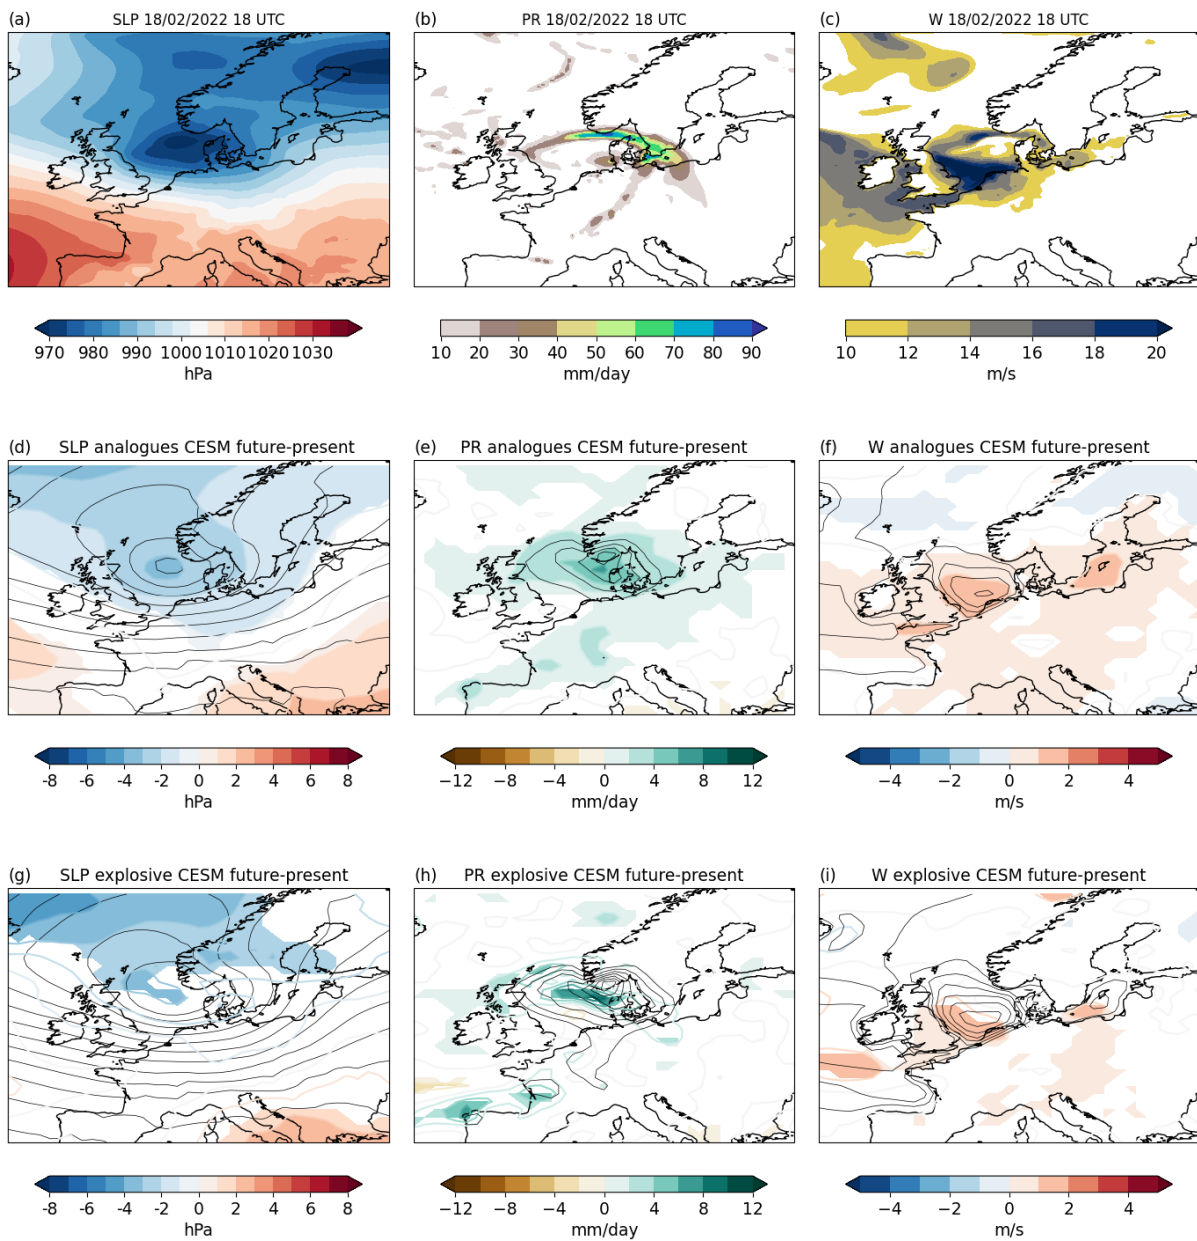 (a) SLP 18/02/2022 18 UTC
(b) PR 18/02/2022 18 UTC
(c) W 18/02/2022 18 UTC
970 980 990 1000 1010 1020 1030
hPa
10 20 30 40 50 60 70 80 90
mm/day
10 12 14 16 18 20
m/s
(d) SLP analogues CESM future-present
(e) PR analogues CESM future-present
(f) W analogues CESM future-present
-8 -6 -4 -2 0 2 4 6 8
hPa
−12 −8 −4 0 4 8 12
mm/day
−4 −2 0 2 4
m/s
(g) SLP explosive CESM future-present
(h) PR explosive CESM future-present
(i) W explosive CESM future-present
-8 -6 -4 -2 0 2 4 6 8
hPa
−12 −8 −4 0 4 8 12
mm/day
−4 −2 0 2 4
m/s